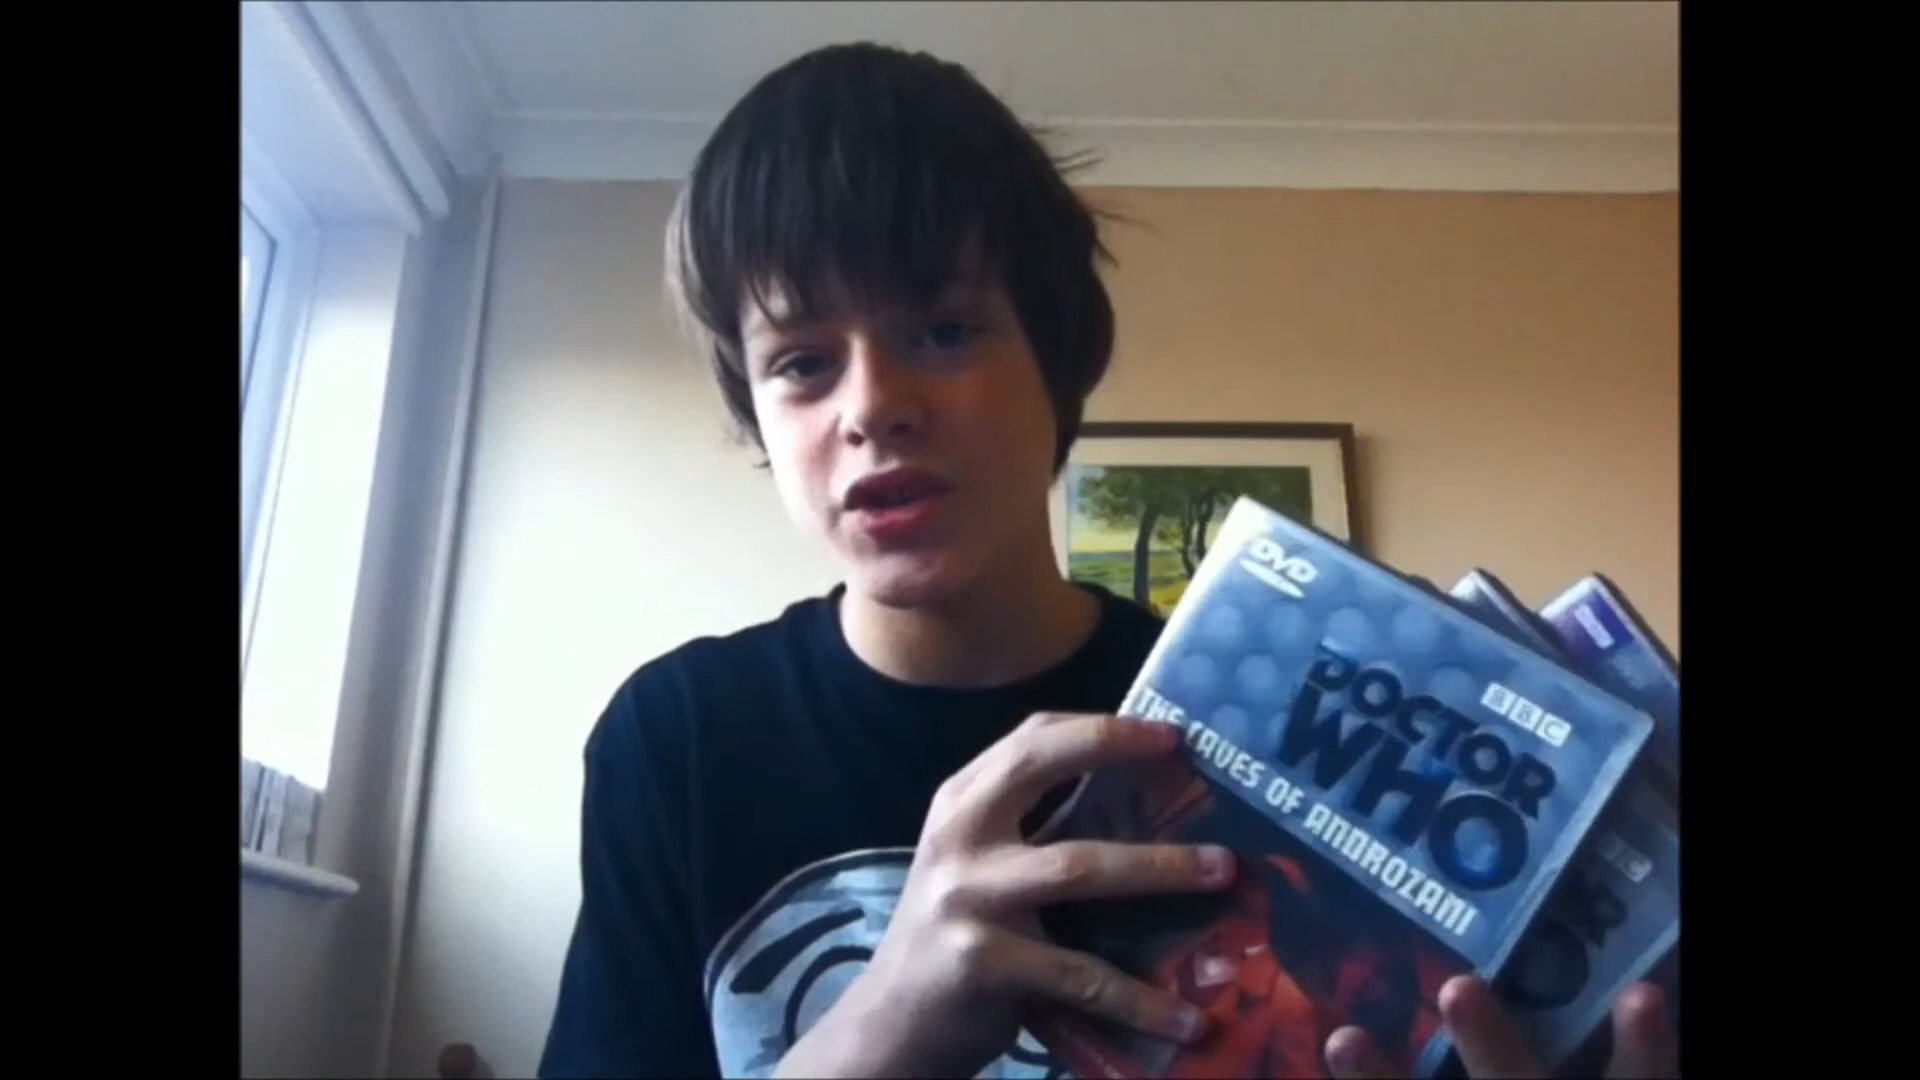 DVD
BBC
DOCTOR
WHO
THE CAVES OF ANDROZANI